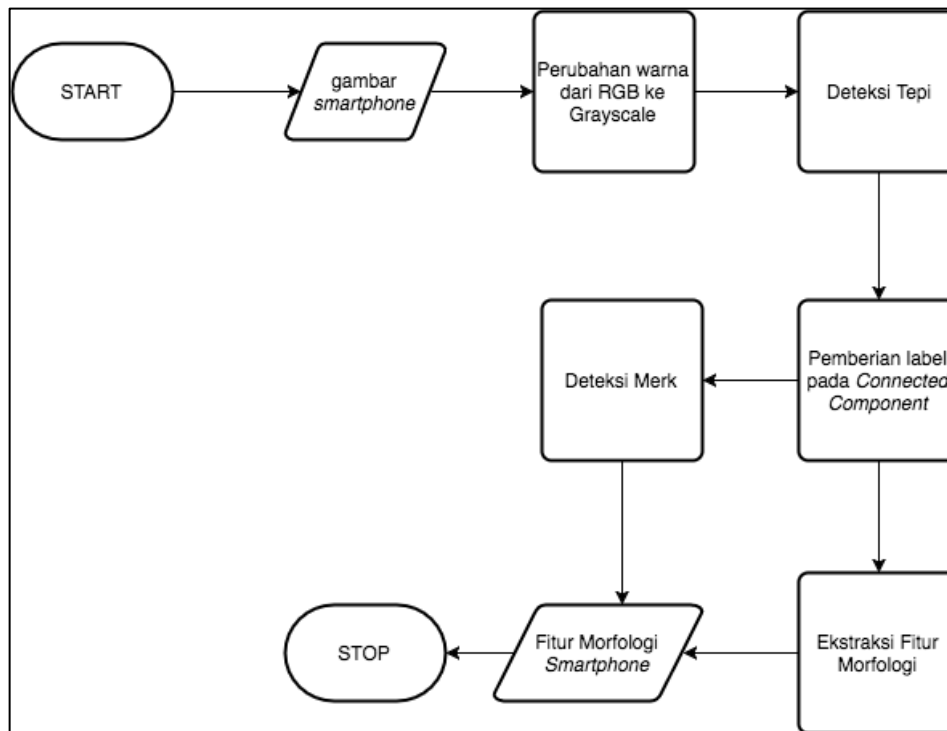 START
gambar
smartphone
Perubahan warna
dari RGB ke
Grayscale
Deteksi Tepi
Pemberian label
pada Connected
Component
Deteksi Merk
Ekstraksi Fitur
Morfologi
Fitur Morfologi
Smartphone
STOP